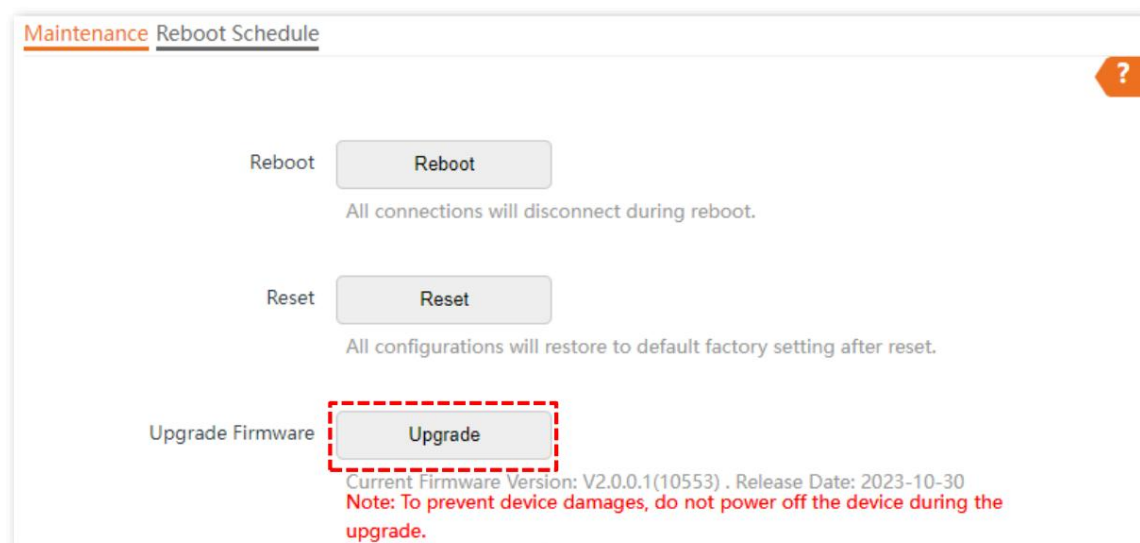 Maintenance Reboot Schedule
?
Reboot Reboot
All connections will disconnect during reboot.
Reset Reset
All configurations will restore to default factory setting after reset.
Upgrade Firmware Upgrade
Current Firmware Version: V2.0.0.1(10553) . Release Date: 2023-10-30
Note: To prevent device damages, do not power off the device during the
upgrade.